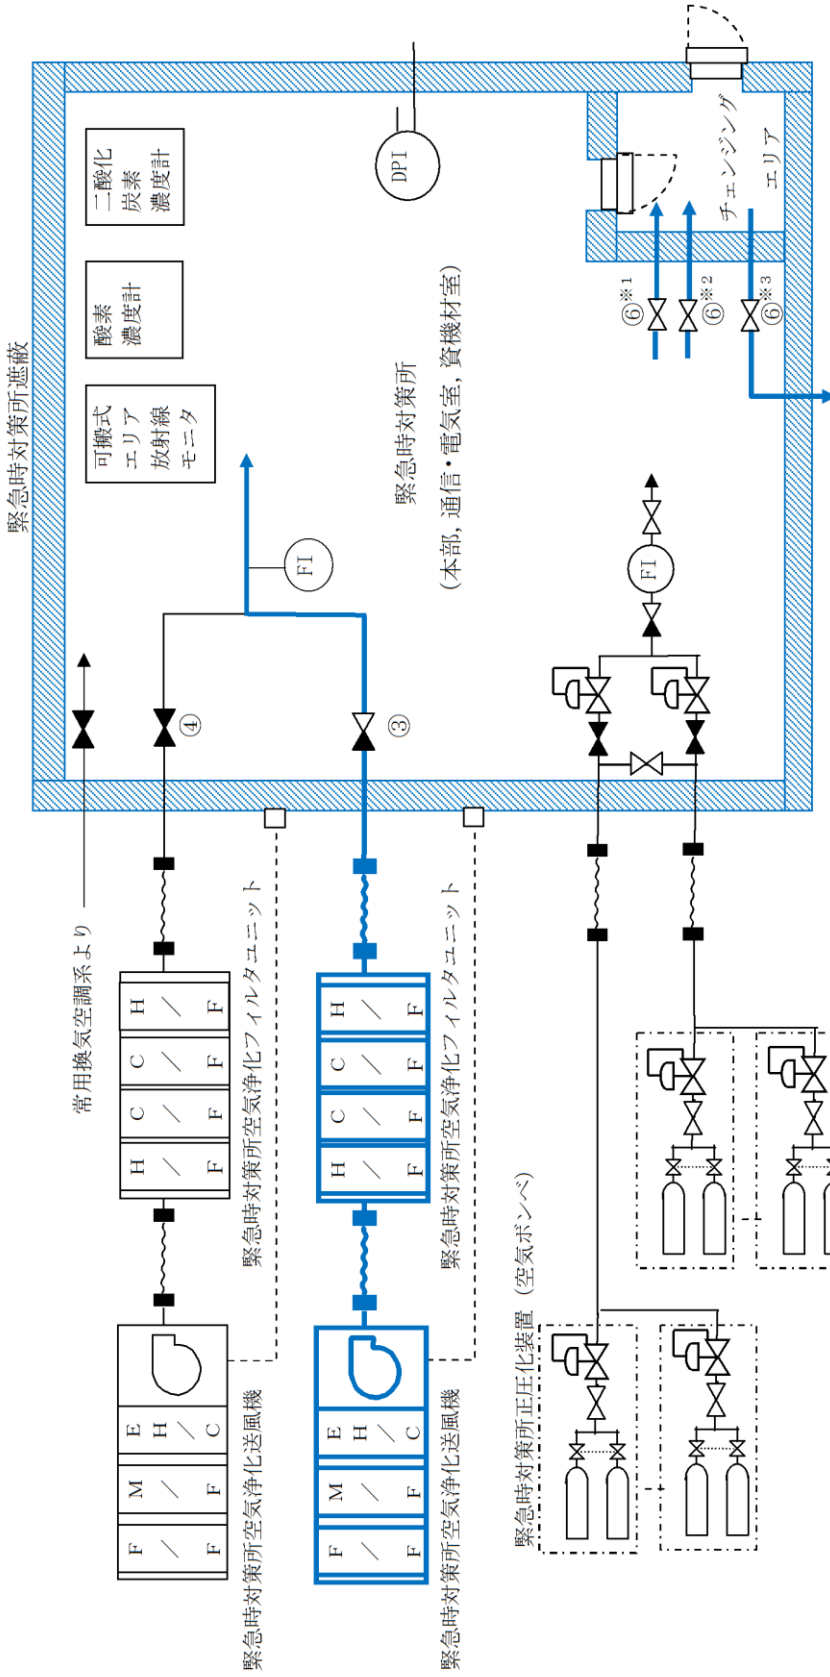 緊急時対策所遮蔽
二酸化
炭素
濃度計
酸素
濃度計
可搬式
エリア
放射線
モニタ
DPI
チェンジング
エリア
⑥※1
⑥※2
⑥※3
緊急時対策所
(本部, 通信・電気室, 資機材室)
FI
FI
④
③
常用換気空調系より
H/F
C/F
C/F
H/F
緊急時対策所空気浄化フィルタユニット
EH/C
M/F
F/F
緊急時対策所空気浄化送風機
H/F
C/F
C/F
H/F
緊急時対策所空気浄化フィルタユニット
EH/C
M/F
F/F
緊急時対策所空気浄化送風機
緊急時対策所正圧化装置 (空気ボンベ)